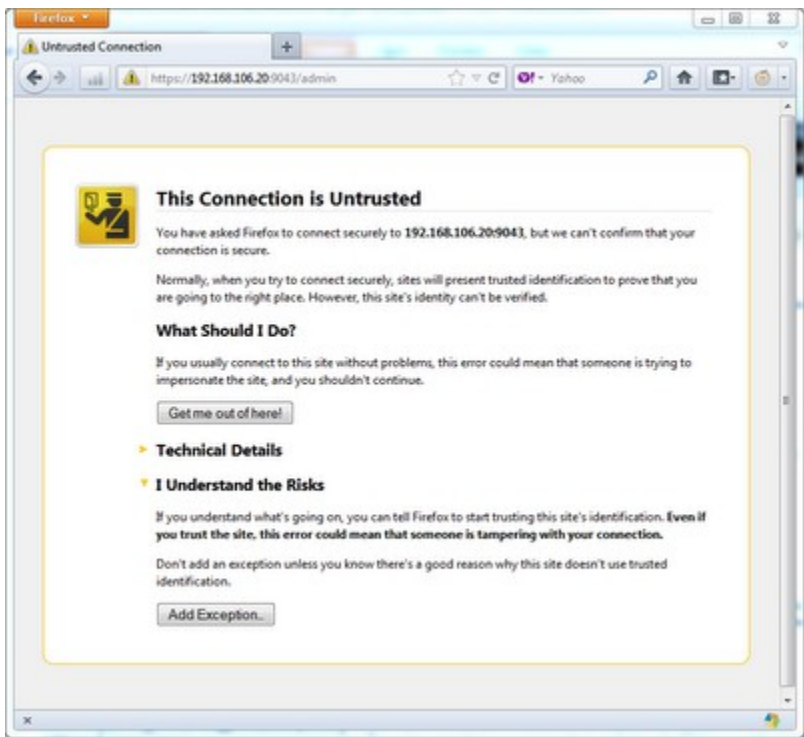 Firefox
Untrusted Connection
https://192.168.106.20:9043/admin
Yahoo
This Connection is Untrusted
You have asked Firefox to connect securely to 192.168.106.20:9043, but we can't confirm that your
connection is secure.
Normally, when you try to connect securely, sites will present trusted identification to prove that you
are going to the right place. However, this site's identity can't be verified.
What Should I Do?
If you usually connect to this site without problems, this error could mean that someone is trying to
impersonate the site, and you shouldn't continue.
Get me out of here!
Technical Details
I Understand the Risks
If you understand what's going on, you can tell Firefox to start trusting this site's identification. Even if
you trust the site, this error could mean that someone is tampering with your connection.
Don't add an exception unless you know there's a good reason why this site doesn't use trusted
identification.
Add Exception..